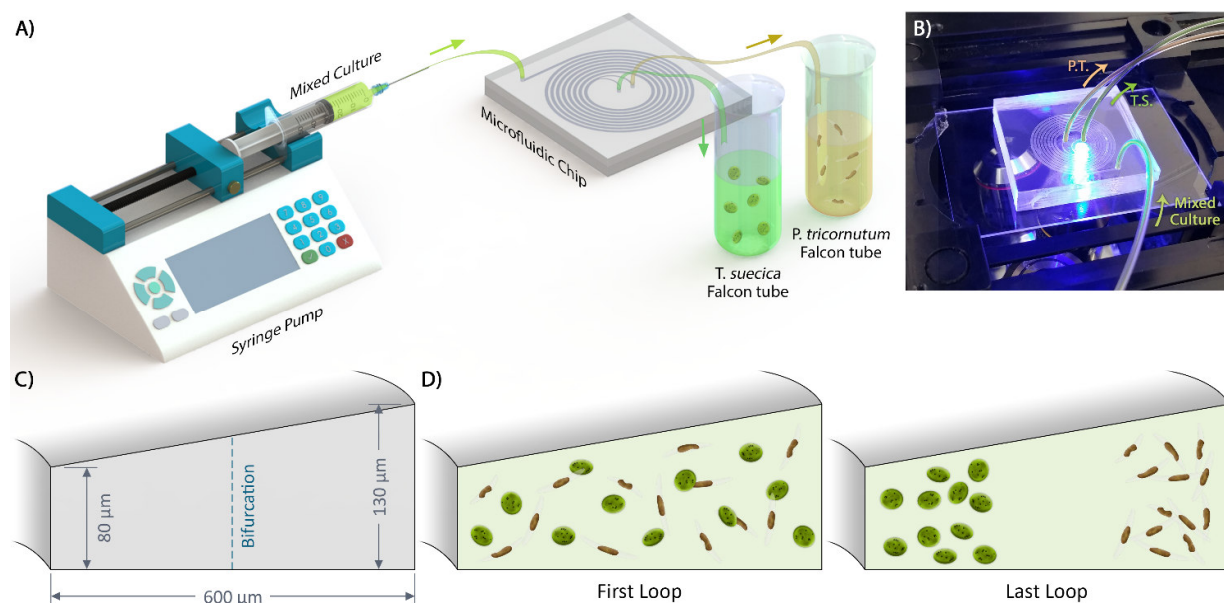 A)
Mixed Culture
Microfluidic Chip
Syringe Pump
T. suecica
Falcon tube
P. tricornutum
Falcon tube
B)
P.T.
T.S.
Mixed
Culture
C)
80 µm
Bifurcation
130 µm
600 µm
D)
First Loop
Last Loop